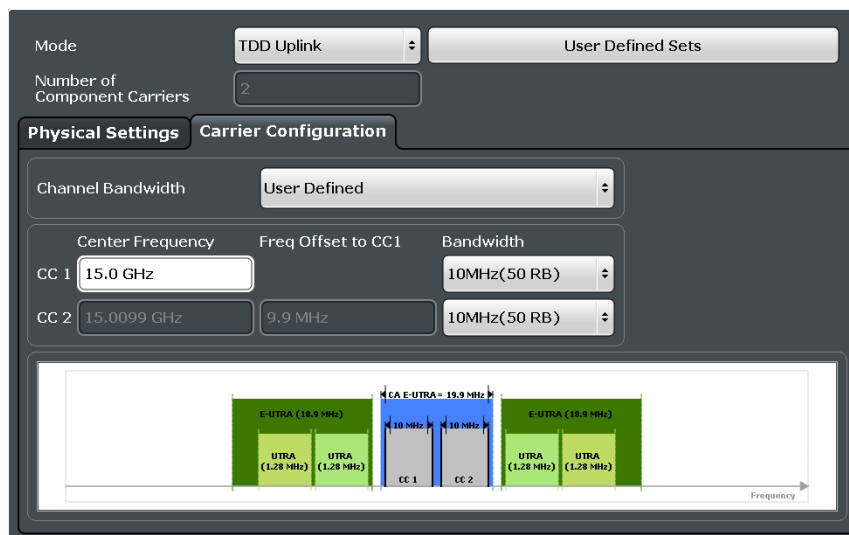 Mode TDD Uplink User Defined Sets
Number of
Component Carriers 2
Physical Settings Carrier Configuration
Channel Bandwidth User Defined
Center Frequency Freq Offset to CC1 Bandwidth
CC 1 15.0 GHz 10MHz(50 RB)
CC 2 15.0099 GHz 9.9 MHz 10MHz(50 RB)
CA E-UTRA= 19.9 MHz
E-UTRA (18.9 MHz) E-UTRA (18.9 MHz)
10 MHz 10 MHz
UTRA UTRA UTRA UTRA
(1.28 MHz) (1.28 MHz) (1.28 MHz) (1.28 MHz)
CC 1 CC 2
Frequency